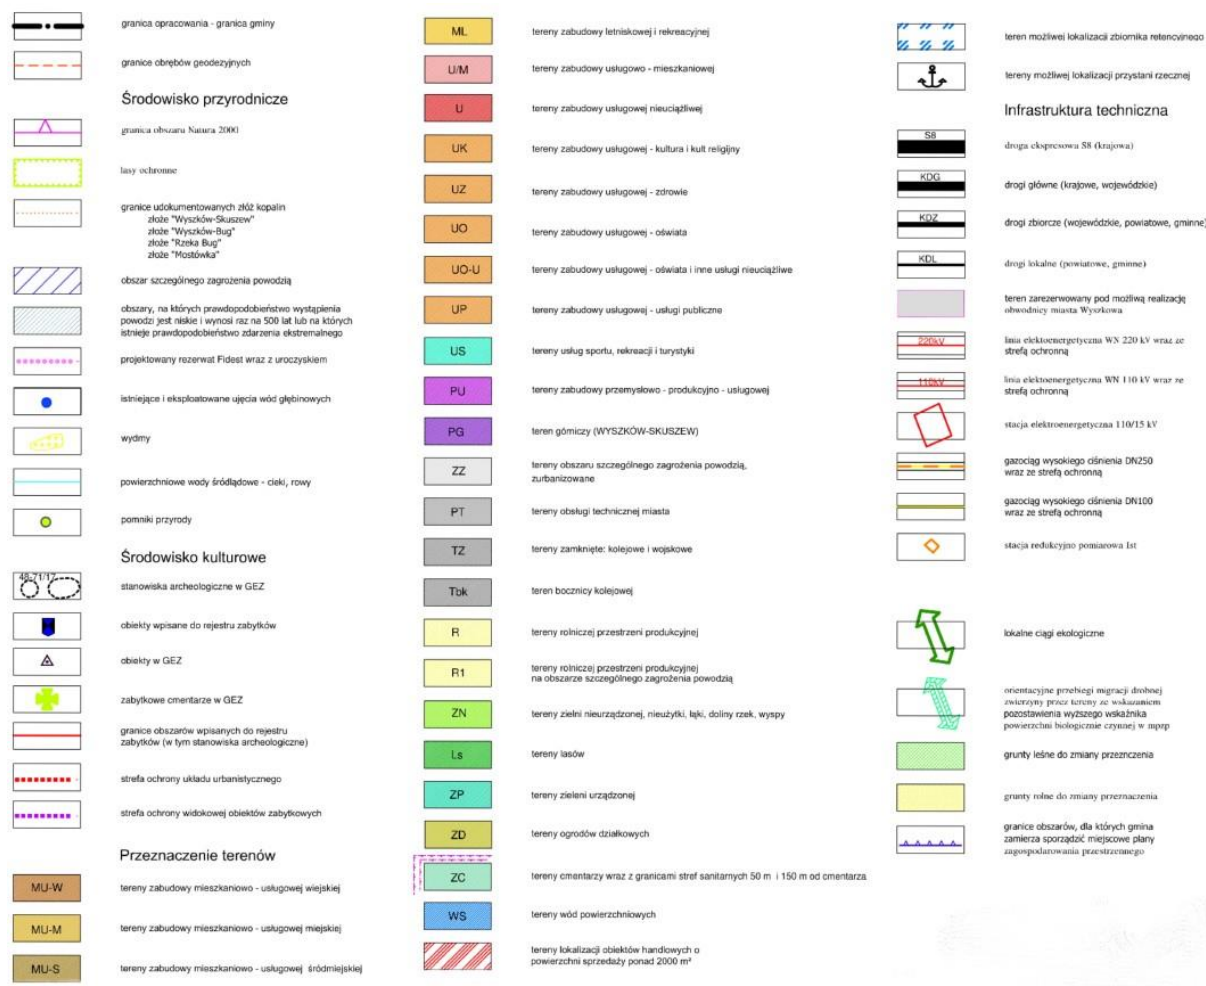 granica opracowania - granica gminy
granice obrębów geodezyjnych
Środowisko przyrodnicze
granica obszaru Natura 2000
lasy ochronne
granice udokumentowanych złóż kopalin
złoże "Wyszków-Skuszew"
złoże "Wyszków-Bug"
złoże "Rzeka Bug"
złoże "Mostówka"
obszar szczególnego zagrożenia powodzią
obszary, na których prawdopodobieństwo wystąpienia
powodzi jest niskie i wynosi raz na 500 lat lub na których
istnieje prawdopodobieństwo zdarzenia ekstremalnego
projektowany rezerwat Fidest wraz z uroczyskiem
istniejące i eksploatowane ujęcia wód głębinowych
wydmy
powierzchniowe wody śródlądowe - cieki, rowy
pomniki przyrody
Środowisko kulturowe
48-71/17
stanowiska archeologiczne w GEZ
obiekty wpisane do rejestru zabytków
obiekty w GEZ
zabytkowe cmentarze w GEZ
granice obszarów wpisanych do rejestru
zabytków (w tym stanowiska archeologiczne)
strefa ochrony układu urbanistycznego
strefa ochrony widokowej obiektów zabytkowych
Przeznaczenie terenów
MU-W tereny zabudowy mieszkaniowo - usługowej wiejskiej
MU-M tereny zabudowy mieszkaniowo - usługowej miejskiej
MU-S tereny zabudowy mieszkaniowo - usługowej śródmiejskiej
ML tereny zabudowy letniskowej i rekreacyjnej
U/M tereny zabudowy usługowo - mieszkaniowej
U tereny zabudowy usługowej nieuciążliwej
UK tereny zabudowy usługowej - kultura i kult religijny
UZ tereny zabudowy usługowej - zdrowie
UO tereny zabudowy usługowej - oświata
UO-U tereny zabudowy usługowej - oświata i inne usługi nieuciążliwe
UP tereny zabudowy usługowej - usługi publiczne
US tereny usług sportu, rekreacji i turystyki
PU tereny zabudowy przemysłowo - produkcyjno - usługowej
PG teren górniczy (WYSZKÓW-SKUSZEW)
ZZ tereny obszaru szczególnego zagrożenia powodzią,
zurbanizowane
PT tereny obsługi technicznej miasta
TZ tereny zamknięte: kolejowe i wojskowe
Tbk teren bocznicy kolejowej
R tereny rolniczej przestrzeni produkcyjnej
R1 tereny rolniczej przestrzeni produkcyjnej
na obszarze szczególnego zagrożenia powodzią
ZN tereny zielni nieurządzonej, nieużytki, łąki, doliny rzek, wyspy
Ls tereny lasów
ZP tereny zieleni urządzonej
ZD tereny ogrodów działkowych
ZC tereny cmentarzy wraz z granicami stref sanitarnych 50 m i 150 m od cmentarza
WS tereny wód powierzchniowych
tereny lokalizacji obiektów handlowych o
powierzchni sprzedaży ponad 2000 m²
teren możliwej lokalizacji zbiornika retencyjnego
tereny możliwej lokalizacji przystani rzecznej
Infrastruktura techniczna
S8 droga ekspresowa S8 (krajowa)
KDG drogi główne (krajowe, wojewódzkie)
KDZ drogi zbiorcze (wojewódzkie, powiatowe, gminne)
KDL drogi lokalne (powiatowe, gminne)
teren zarezerwowany pod możliwą realizację
obwodnicy miasta Wyszkowa
220kV linia elektoenergetyczna WN 220 kV wraz ze
strefą ochronną
110kV linia elektoenergetyczna WN 110 kV wraz ze
strefą ochronną
stacja elektroenergetyczna 110/15 kV
gazociąg wysokiego ciśnienia DN250
wraz ze strefą ochronną
gazociąg wysokiego ciśnienia DN100
wraz ze strefą ochronną
stacja redukcyjno pomiarowa Ist
lokalne ciągi ekologiczne
orientacyjne przebiegi migracji drobnej
zwierzyny przez tereny ze wskazaniem
pozostawienia wyższego wskaźnika
powierzchni biologicznie czynnej w mpzp
grunty leśne do zmiany przeznczenia
grunty rolne do zmiany przeznaczenia
granice obszarów, dla których gmina
zamierza sporządzić miejscowe plany
zagospodarowania przestrzennego